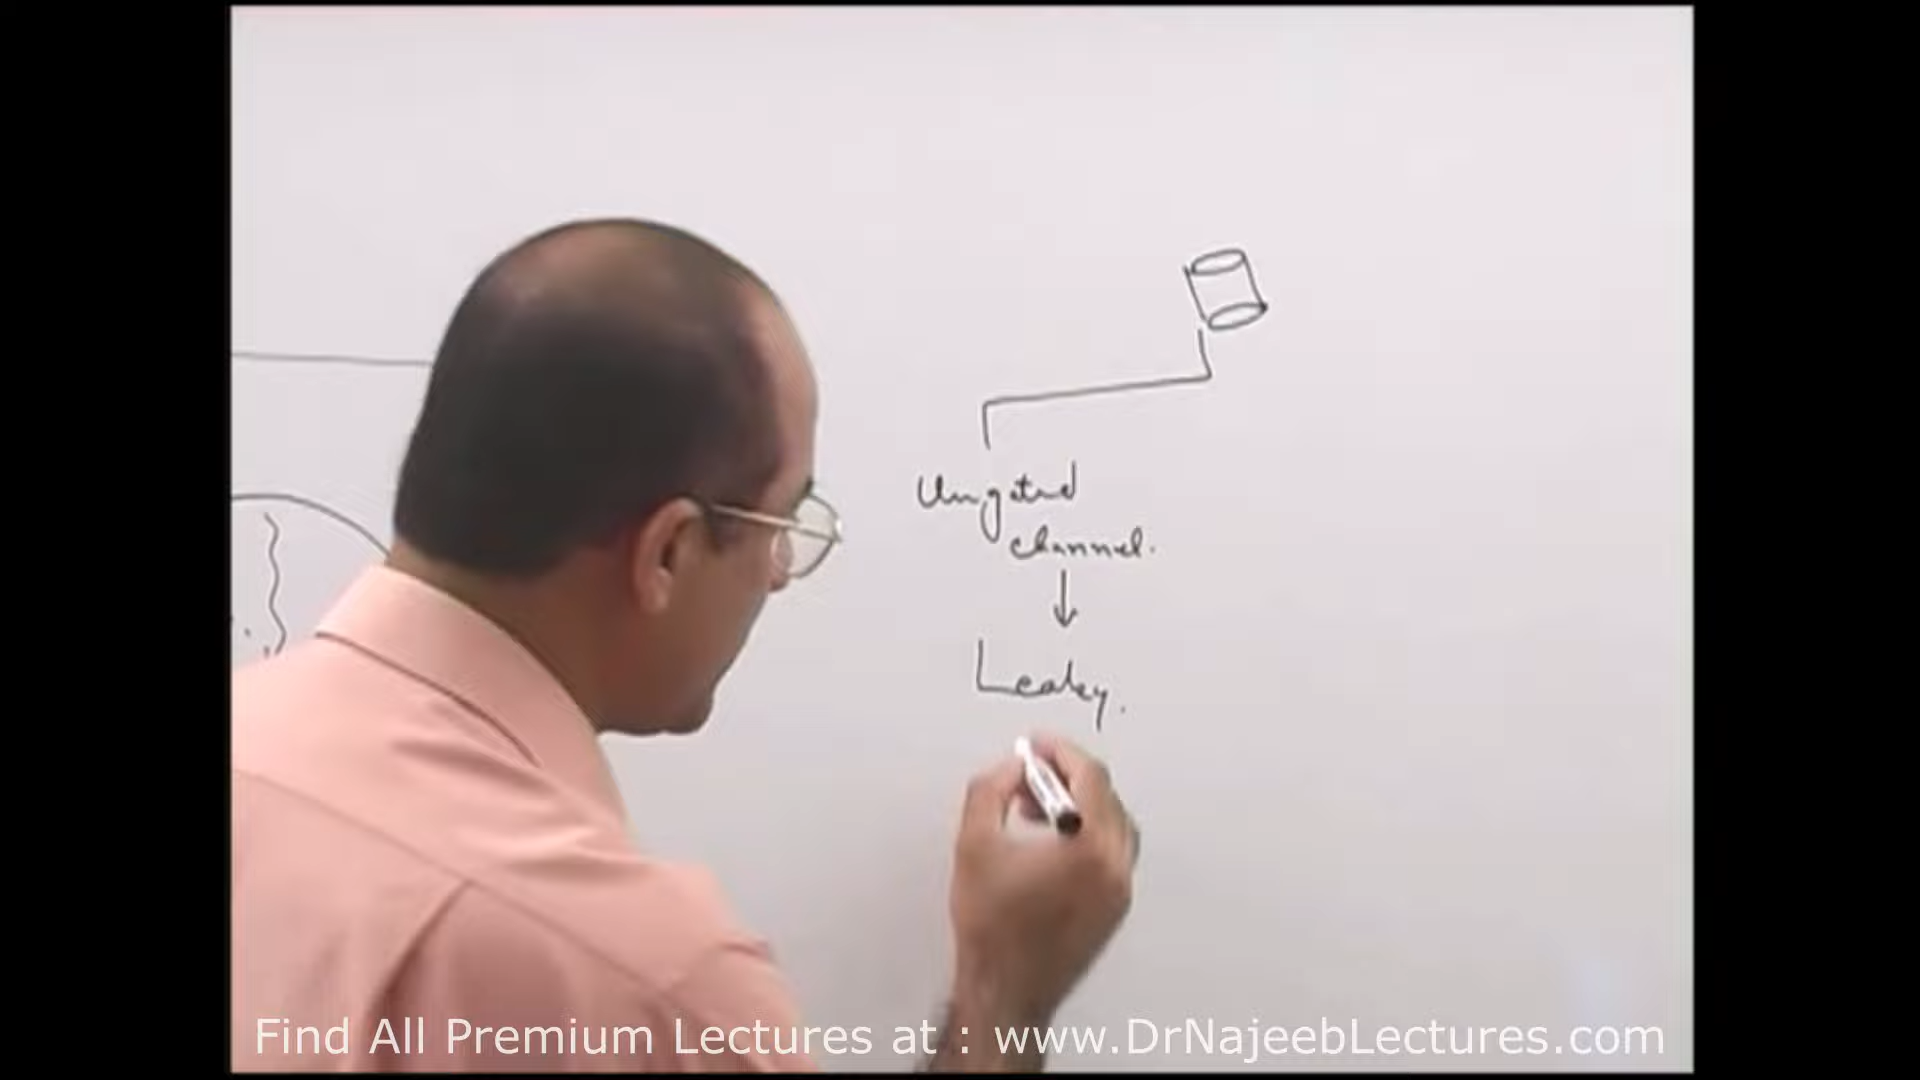 Ungated
channel.
Leaky.
Find All Premium Lectures at : www.DrNajeebLectures.com